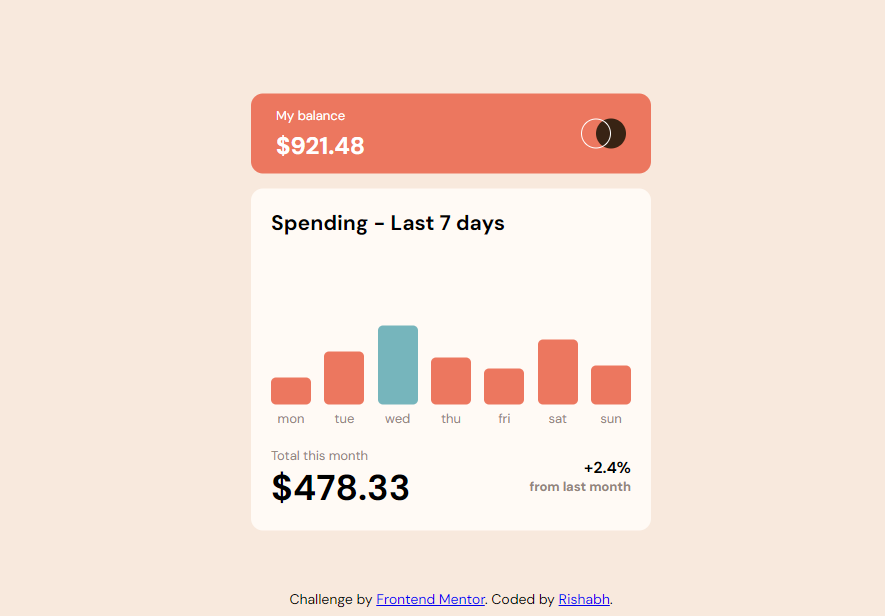 My balance
$921.48
Spending - Last 7 days
mon tue wed thu fri sat sun
Total this month
$478.33
+2.4%
from last month
Challenge by Frontend Mentor. Coded by Rishabh.